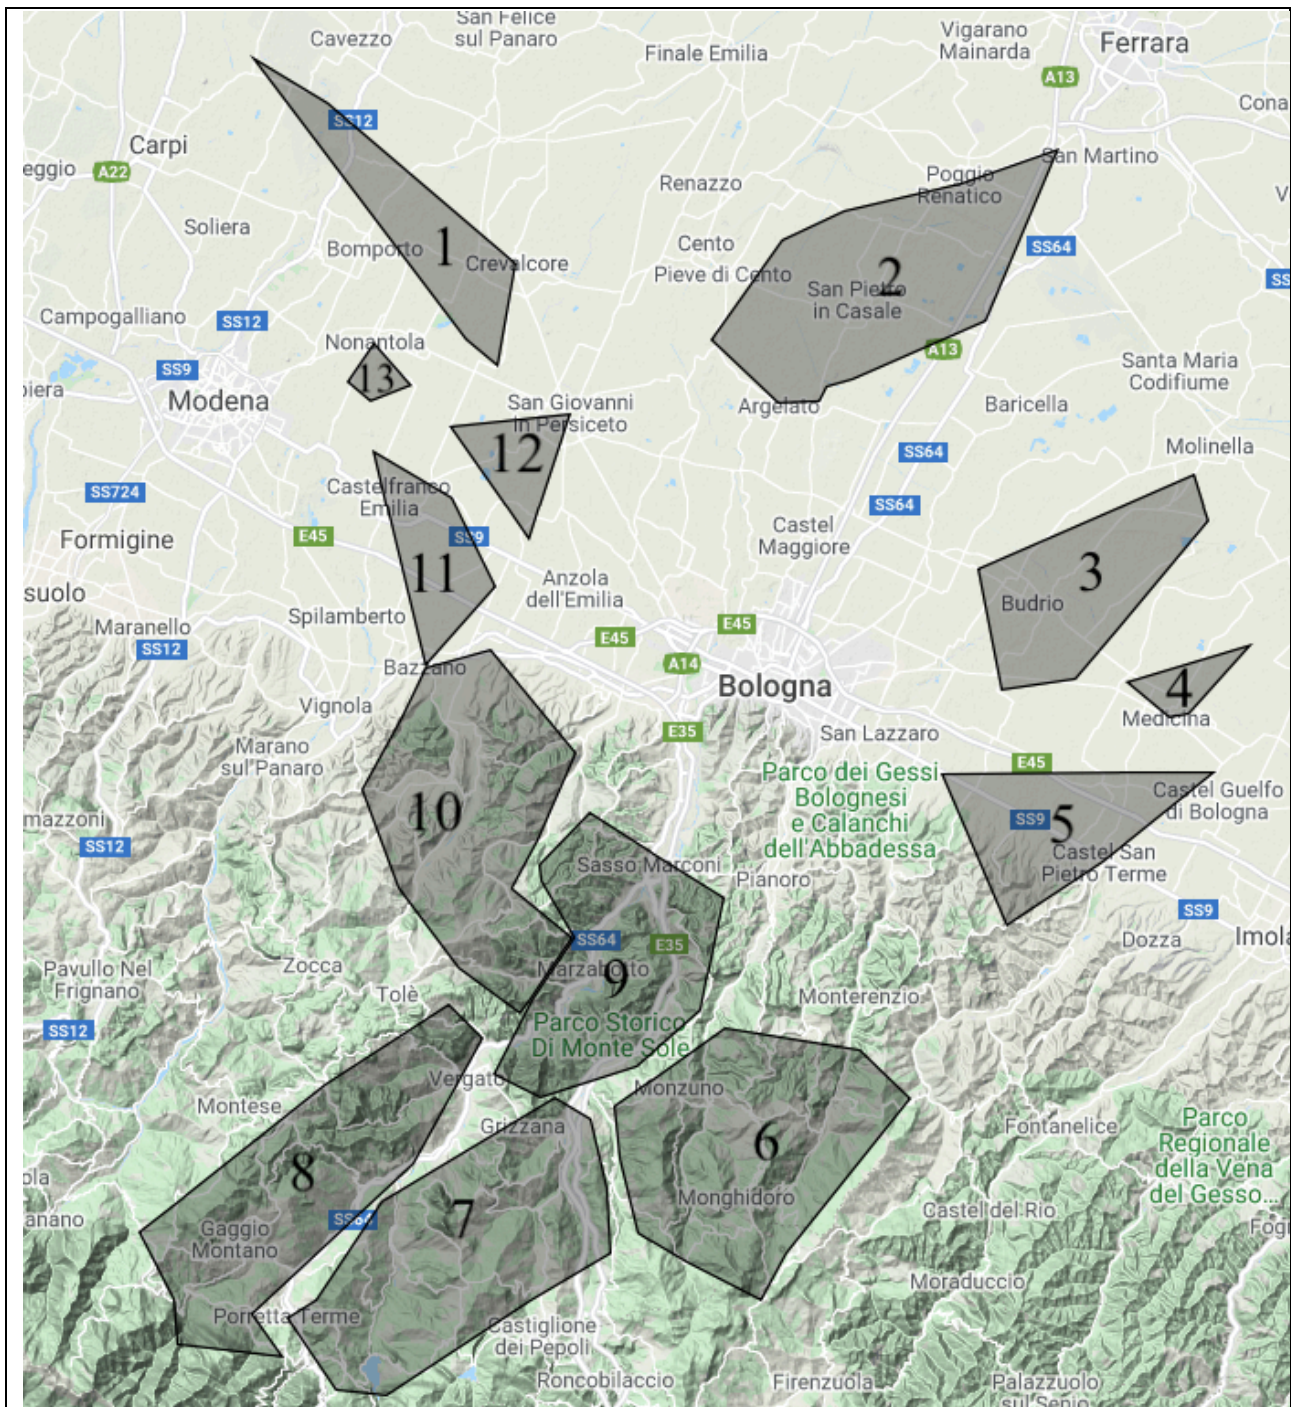 San Felice
sul Panaro
Cavezzo
Finale Emilia
Vigarano
Mainarda
Ferrara
A13
Cona
SS12
Carpi
eggio
A22
San Martino
Poggio
Renatico
Renazzo
Soliera
Bomporto
1
Crevalcore
Cento
Pieve di Cento
2
San Pietro
in Casale
SS64
SS
Campogalliano
SS12
Nonantola
13
SS9
A13
Santa Maria
Codifiume
piera
Modena
San Giovanni
in Persiceto
Argelato
Baricella
12
SS64
Molinella
SS724
Castelfranco
Emilia
SS64
Formigine
E45
SS9
Castel
Maggiore
11
Anzola
dell'Emilia
3
Budrio
suolo
Maranello
SS12
Spilamberto
E45
E45
Bazzano
A14
Bologna
4
Medicina
Vignola
E35
San Lazzaro
Marano
sul Panaro
Parco dei Gessi
Bolognesi
e Calanchi
dell'Abbadessa
E45
Castel Guelfo
di Bologna
mazzoni
SS12
10
SS9
5
Castel San
Pietro Terme
Sasso Marconi
Pianoro
SS9
Dozza
Imola
SS64
E35
Marzabotto
9
Pavullo Nel
Frignano
Zocca
Tolè
Monterenzio
SS12
Parco Storico
Di Monte Sole
Vergato
Monzuno
Montese
Grizzana
Fontanelice
Parco
Regionale
della Vena
del Gesso...
6
8
ola
anano
Monghidoro
7
SS64
Gaggio
Montano
Castel del Rio
Fogn
Moraduccio
Porretta Terme
Castiglione
dei Pepoli
Roncobilaccio
Firenzuola
Palazzuolo
sul Senio